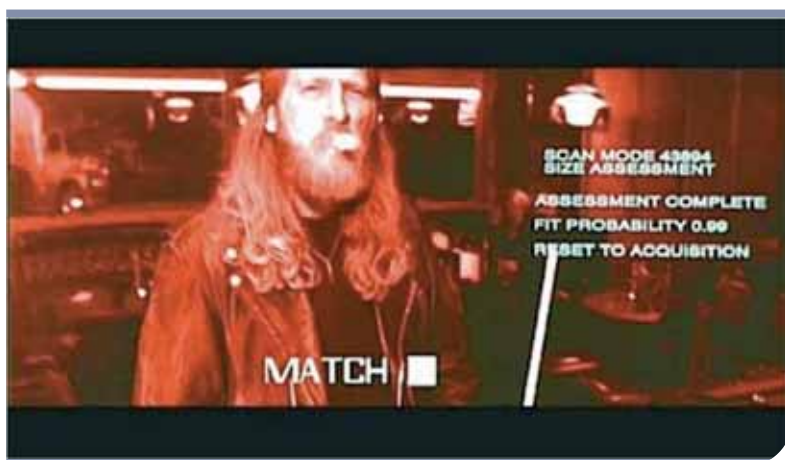 SCAN MODE 43894
SIZE ASSESSMENT
ASSESSMENT COMPLETE
FIT PROBABILITY 0.99
RESET TO ACQUISITION
MATCH